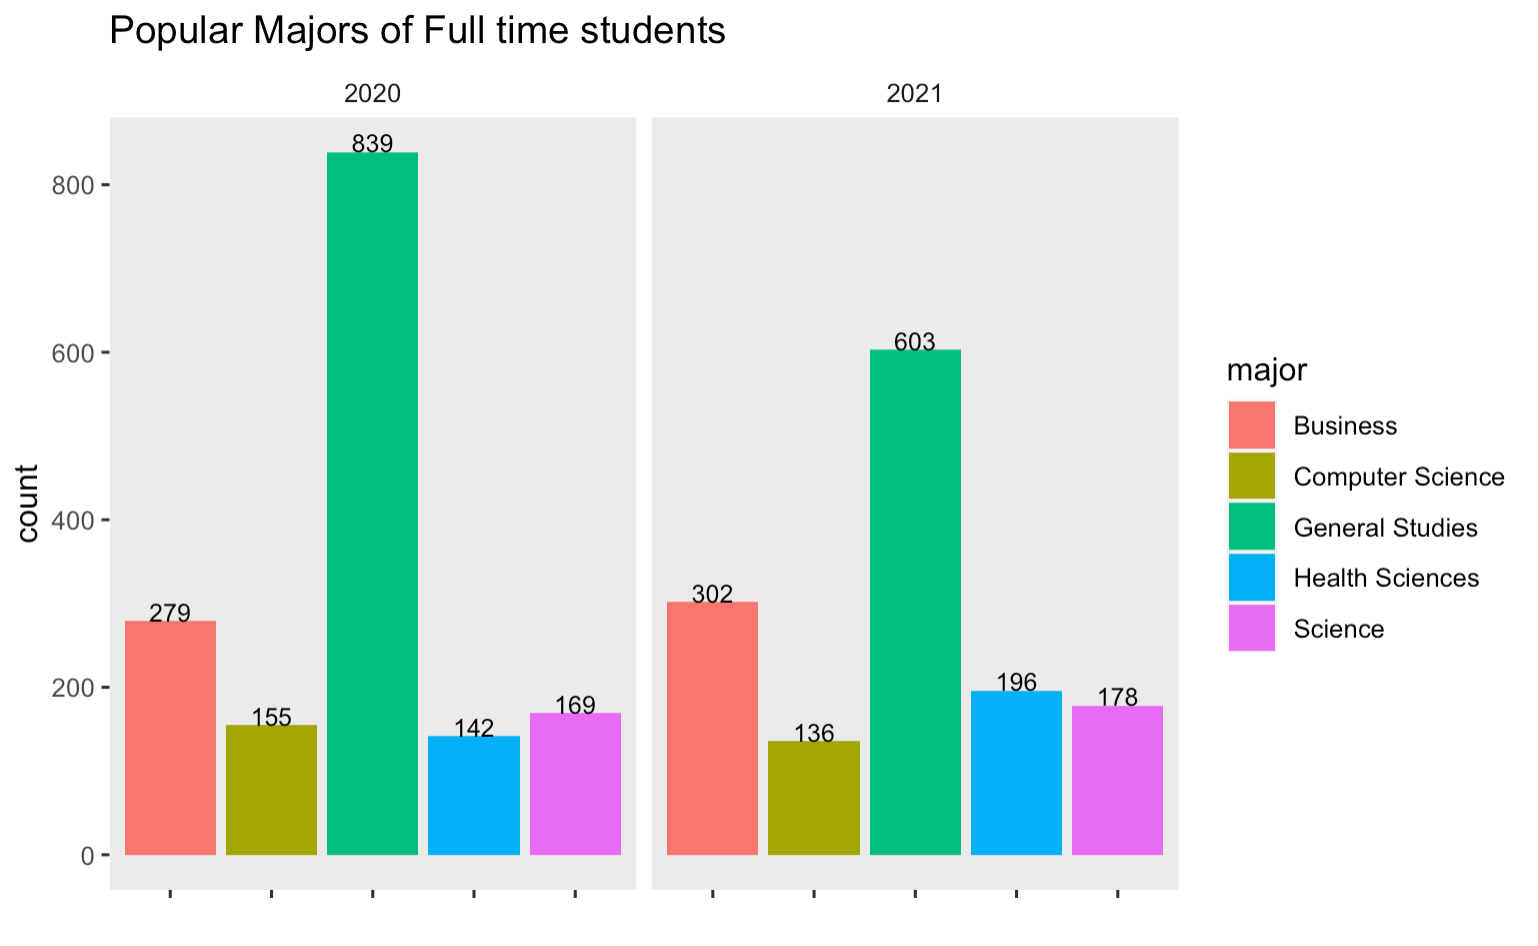 Popular Majors of Full time students
2020
2021
839
800
603
600
count
400
302
279
200
196
178
169
155
142
136
0
major
Business
Computer Science
General Studies
Health Sciences
Science